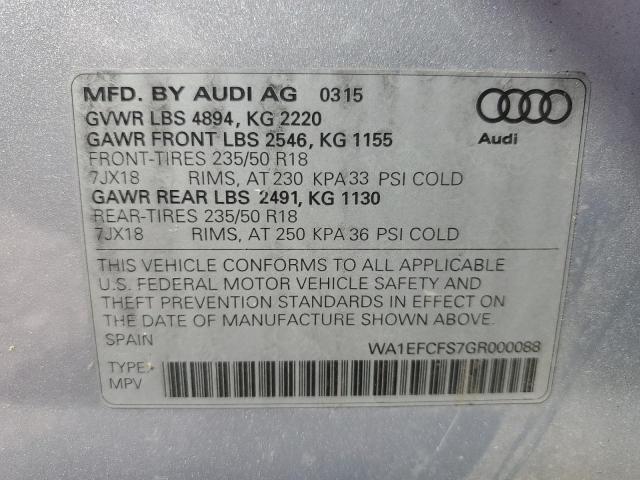 MFD. BY AUDI AG 0315
GVWR LBS 4894, KG 2220
GAWR FRONT LBS 2546, KG 1155
FRONT-TIRES 235/50 R18
7JX18 RIMS, AT 230 KPA 33 PSI COLD
GAWR REAR LBS 2491, KG 1130
REAR-TIRES 235/50 R18
7JX18 RIMS, AT 250 KPA 36 PSI COLD
Audi
THIS VEHICLE CONFORMS TO ALL APPLICABLE
U.S. FEDERAL MOTOR VEHICLE SAFETY AND
THEFT PREVENTION STANDARDS IN EFFECT ON
THE DATE OF MANUFACTURE SHOWN ABOVE.
SPAIN
WA1EFCFS7GR000088
TYPE:
MPV